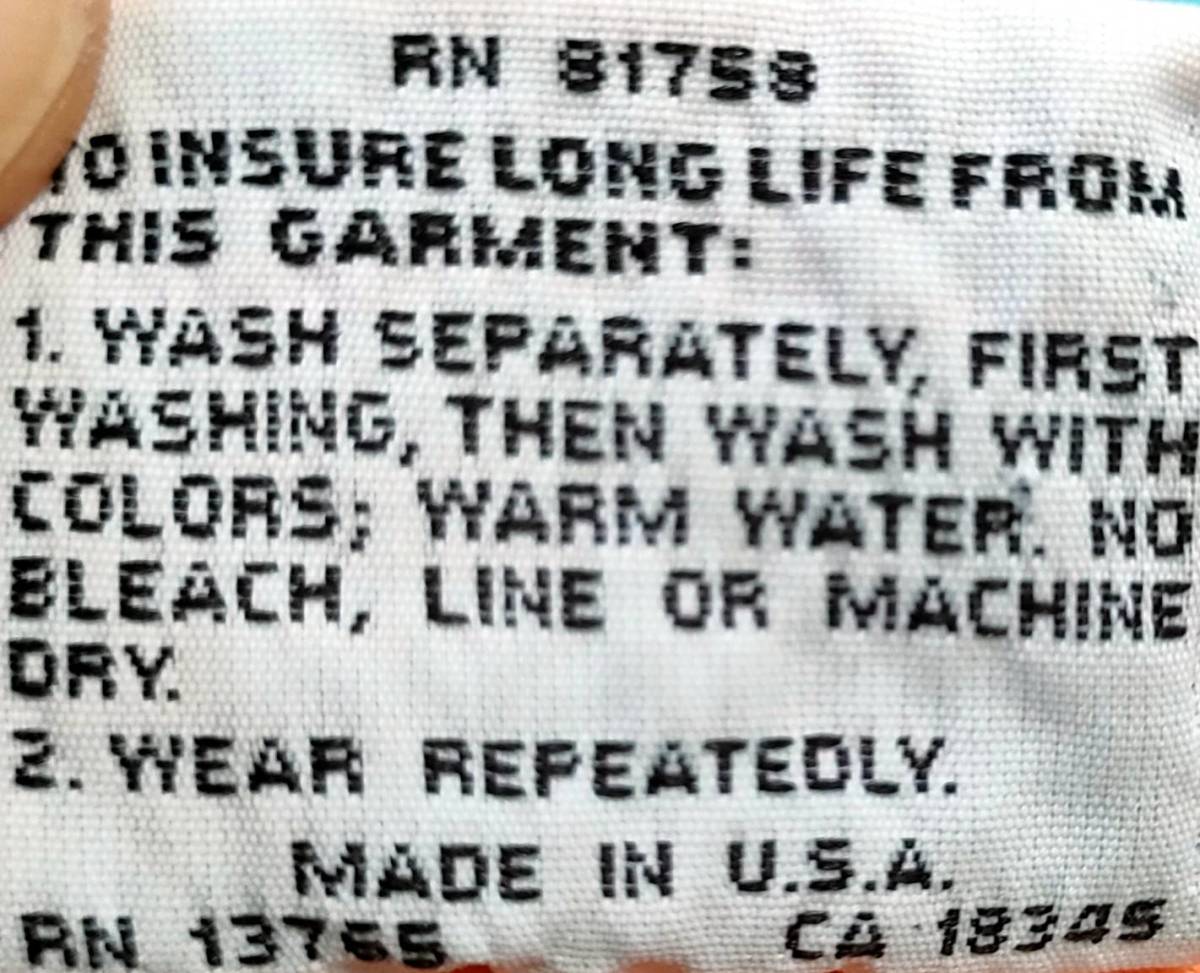 RN 81758
TO INSURE LONG LIFE FROM
THIS GARMENT:
1. WASH SEPARATELY, FIRST
WASHING, THEN WASH WITH
COLORS; WARM WATER. NO
BLEACH, LINE OR MACHINE
DRY.
2. WEAR REPEATEDLY.
MADE IN U.S.A.
RN 13765 CA 18345